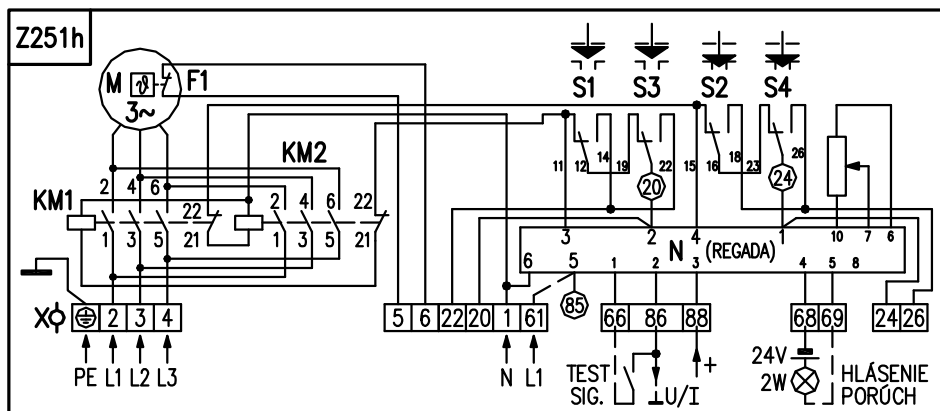 Z251h
M ϑ F1
3~
S1 S3 S2 S4
KM2
11 12 14 19 22 15 16 18 23 26
20 24
2 4 6 22
KM1
1 3 5 21
2 4 6 22
1 3 5 21
3 2 4 1 10 7 6
N (REGADA)
6 5 1 2 3 4 5 8
85
X 2 3 4
5 6 22 20 1 61
66 86 88
68 69
24 26
PE L1 L2 L3
N L1
TEST
SIG.
⊥U/I
+
24V
2W
HLÁSENIE
PORÚCH